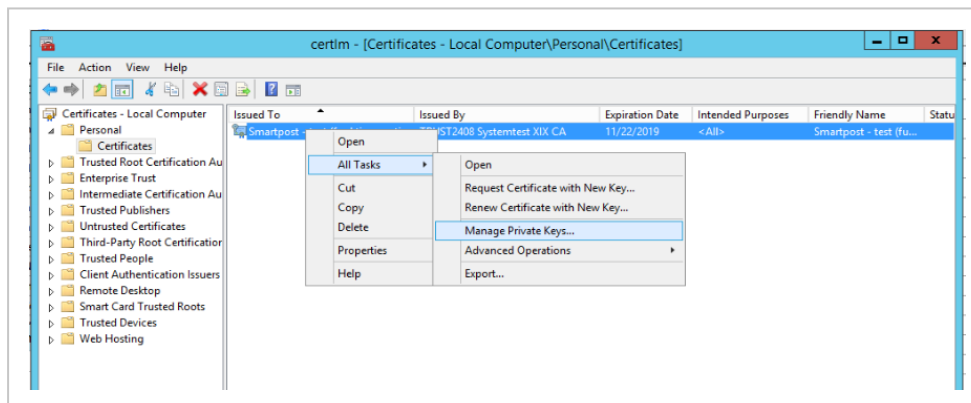 certlm - [Certificates - Local Computer\Personal\Certificates]
File Action View Help
Certificates - Local Computer
Personal
Certificates
Trusted Root Certification Au
Enterprise Trust
Intermediate Certification Au
Trusted Publishers
Untrusted Certificates
Third-Party Root Certification
Trusted People
Client Authentication Issuers
Remote Desktop
Smart Card Trusted Roots
Trusted Devices
Web Hosting
Issued To Issued By Expiration Date Intended Purposes Friendly Name Statu
Smartpost - TRUST2408 Systemtest XIX CA 11/22/2019 <All> Smartpost - test (fu...
Open
All Tasks
Cut
Copy
Delete
Properties
Help
Open
Request Certificate with New Key...
Renew Certificate with New Key...
Manage Private Keys...
Advanced Operations
Export...